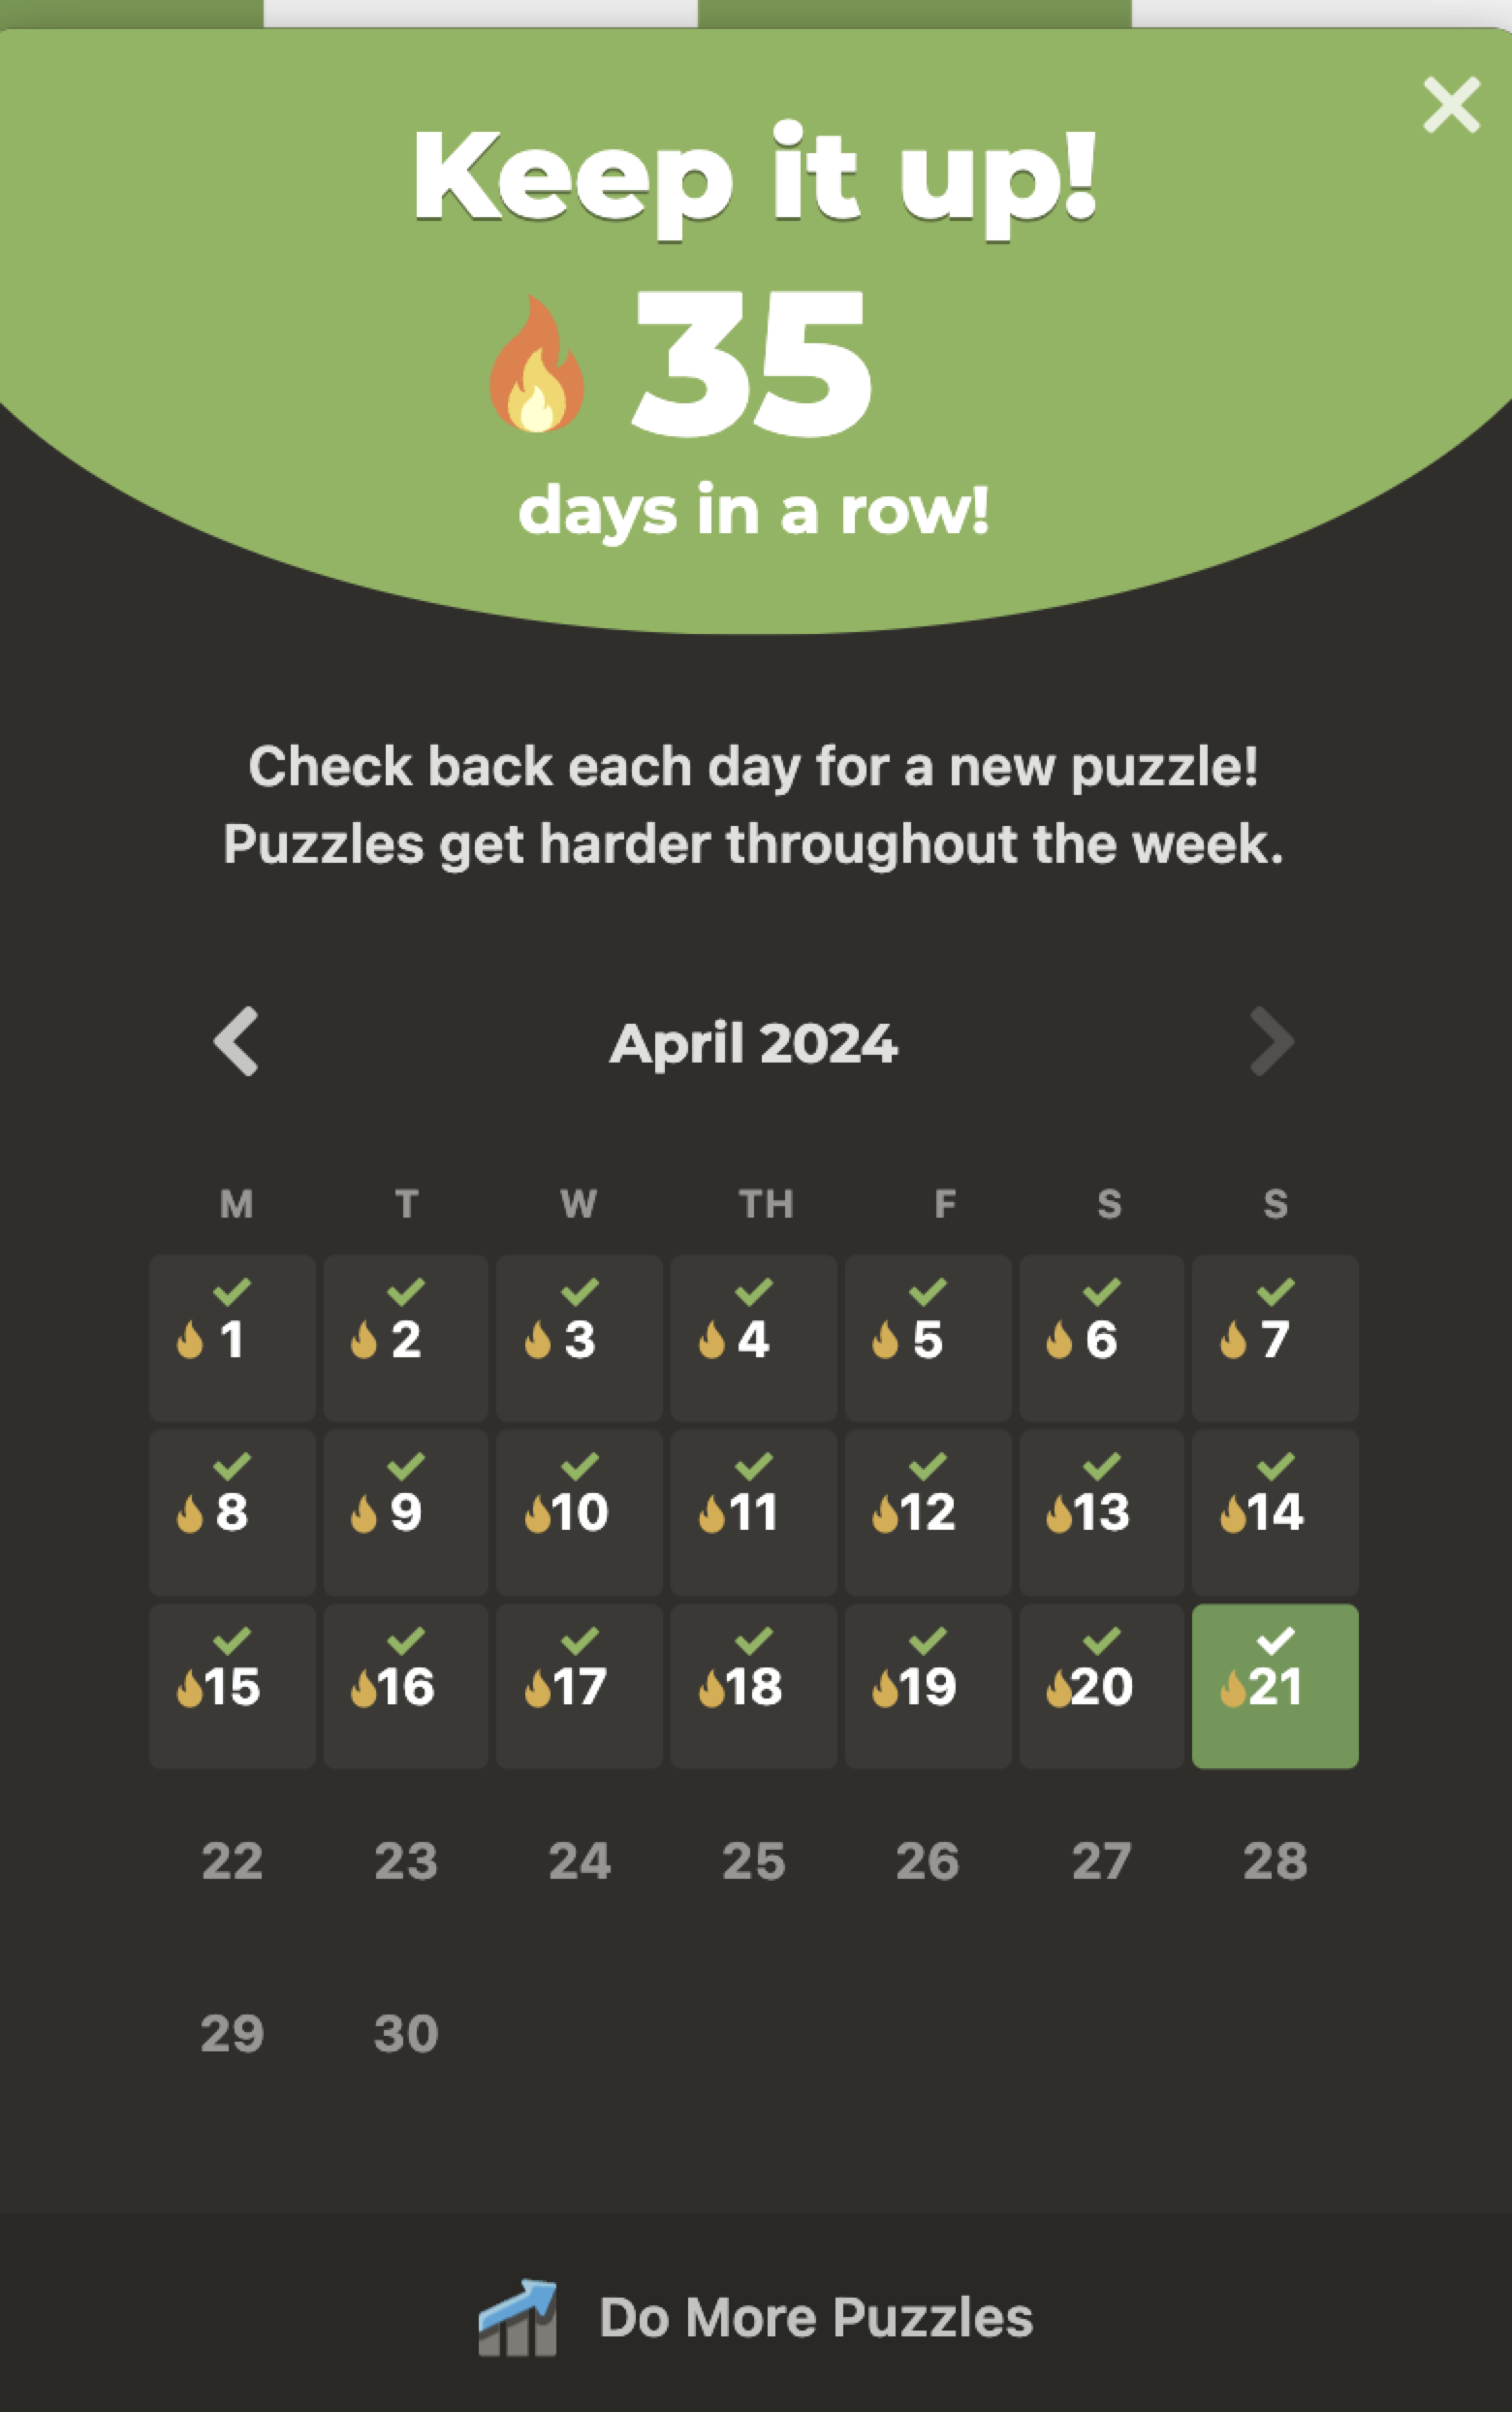 Keep it up!
35
days in a row!
Check back each day for a new puzzle!
Puzzles get harder throughout the week.
April 2024
M T W TH F S S
1 2 3 4 5 6 7
8 9 10 11 12 13 14
15 16 17 18 19 20 21
22 23 24 25 26 27 28
29 30
Do More Puzzles